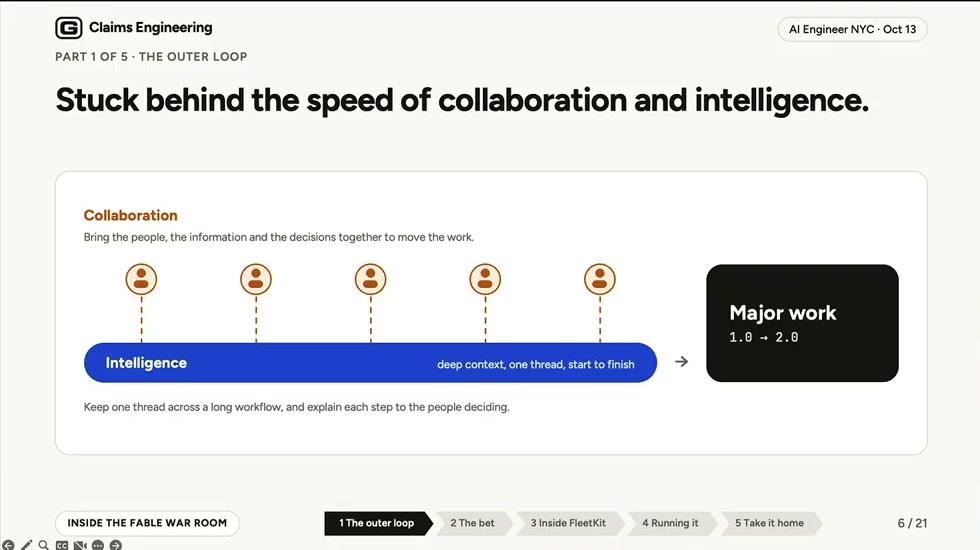 Claims Engineering
AI Engineer NYC · Oct 13
PART 1 OF 5 · THE OUTER LOOP
Stuck behind the speed of collaboration and intelligence.
Collaboration
Bring the people, the information and the decisions together to move the work.
Intelligence
deep context, one thread, start to finish
→
Major work
1.0 → 2.0
Keep one thread across a long workflow, and explain each step to the people deciding.
INSIDE THE FABLE WAR ROOM
1 The outer loop
2 The bet
3 Inside FleetKit
4 Running it
5 Take it home
6 / 21